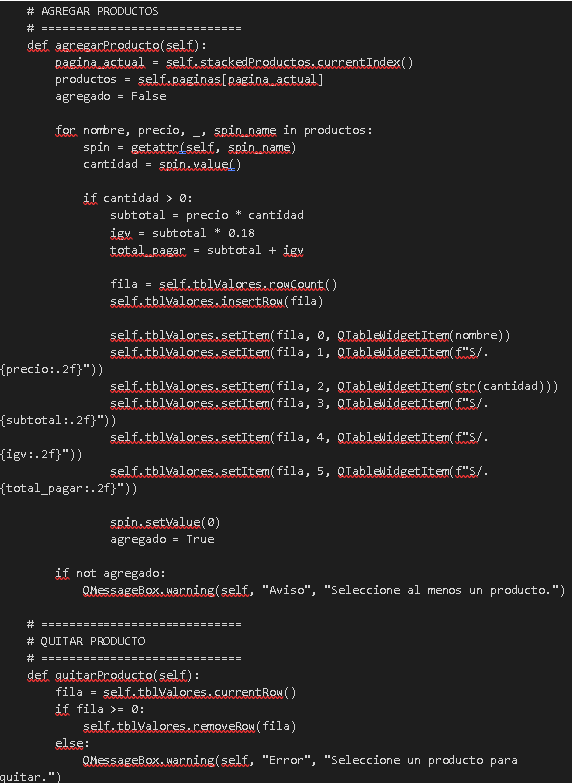 # AGREGAR PRODUCTOS
# =============================
def agregarProducto(self):
pagina_actual = self.stackedProductos.currentIndex()
productos = self.paginas[pagina_actual]
agregado = False
for nombre, precio, _, spin_name in productos:
spin = getattr(self, spin_name)
cantidad = spin.value()
if cantidad > 0:
subtotal = precio * cantidad
igv = subtotal * 0.18
total_pagar = subtotal + igv
fila = self.tblValores.rowCount()
self.tblValores.insertRow(fila)
self.tblValores.setItem(fila, 0, QTableWidgetItem(nombre))
self.tblValores.setItem(fila, 1, QTableWidgetItem(f"S/.
{precio:.2f}"))
self.tblValores.setItem(fila, 2, QTableWidgetItem(str(cantidad)))
self.tblValores.setItem(fila, 3, QTableWidgetItem(f"S/.
{subtotal:.2f}"))
self.tblValores.setItem(fila, 4, QTableWidgetItem(f"S/.
{igv:.2f}"))
self.tblValores.setItem(fila, 5, QTableWidgetItem(f"S/.
{total_pagar:.2f}"))
spin.setValue(0)
agregado = True
if not agregado:
QMessageBox.warning(self, "Aviso", "Seleccione al menos un producto.")
# =============================
# QUITAR PRODUCTO
# =============================
def quitarProducto(self):
fila = self.tblValores.currentRow()
if fila >= 0:
self.tblValores.removeRow(fila)
else:
QMessageBox.warning(self, "Error", "Seleccione un producto para
quitar.")